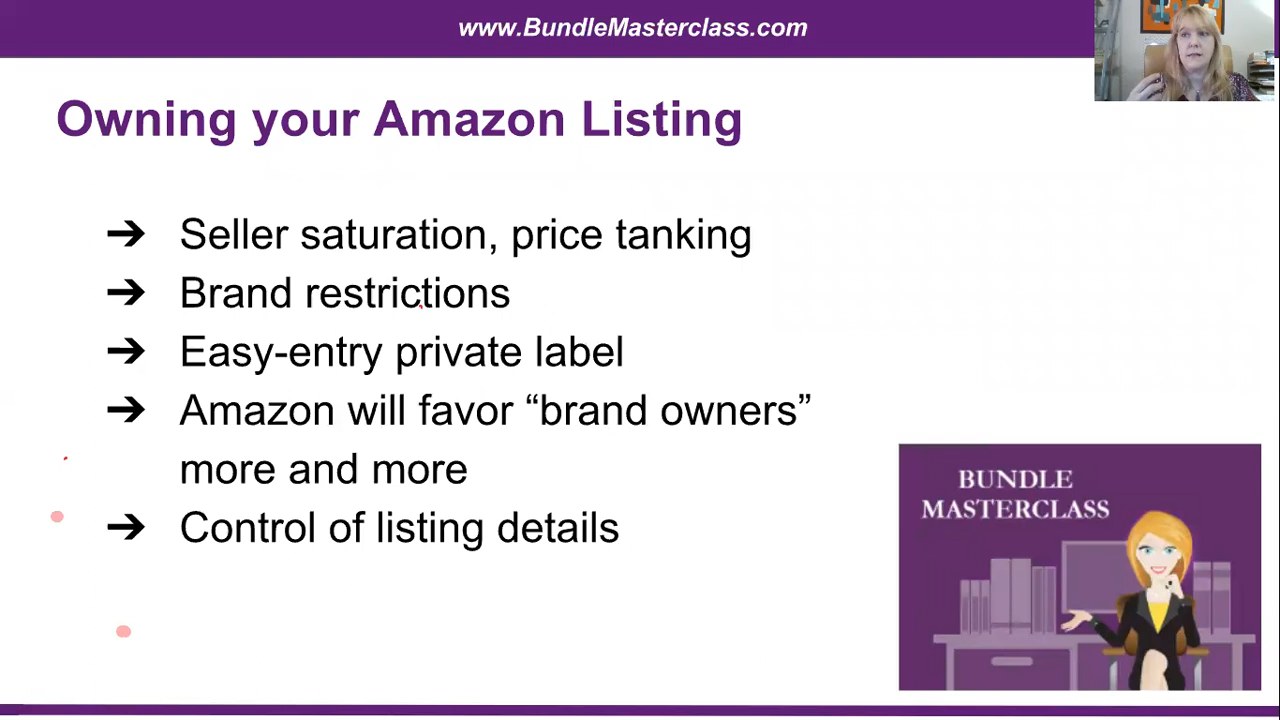 www.BundleMasterclass.com
Owning your Amazon Listing
➔ Seller saturation, price tanking
➔ Brand restrictions
➔ Easy-entry private label
➔ Amazon will favor “brand owners”
more and more
➔ Control of listing details
BUNDLE
MASTERCLASS